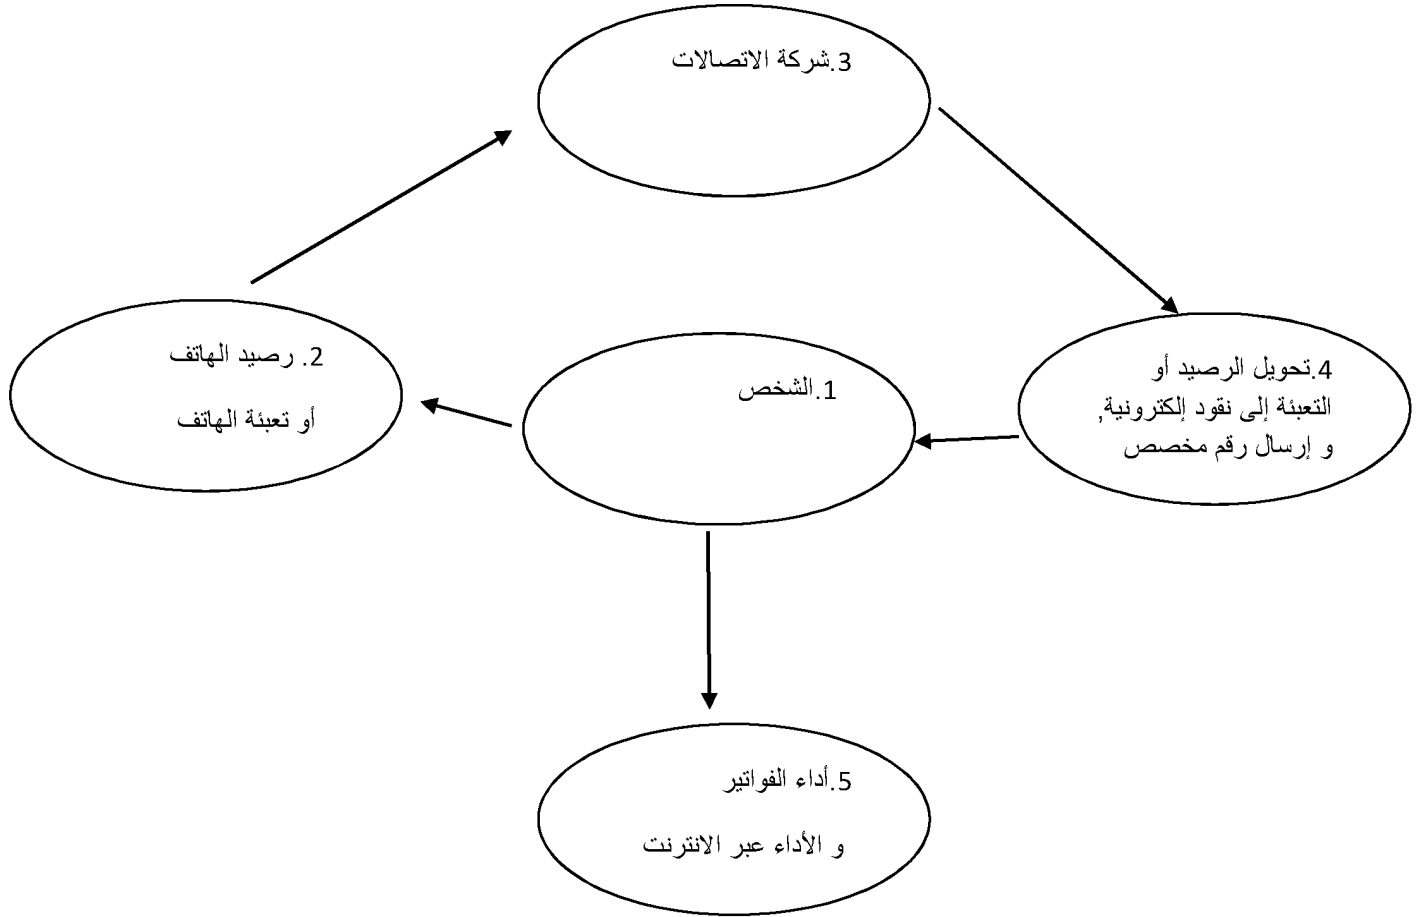 3.شركة الاتصالات
2. رصيد الهاتف
أو تعبئة الهاتف
1.الشخص
4.تحويل الرصيد أو
التعبئة إلى نقود إلكترونية,
و إرسال رقم مخصص
5.أداء الفواتير
و الأداء عبر الانترنت